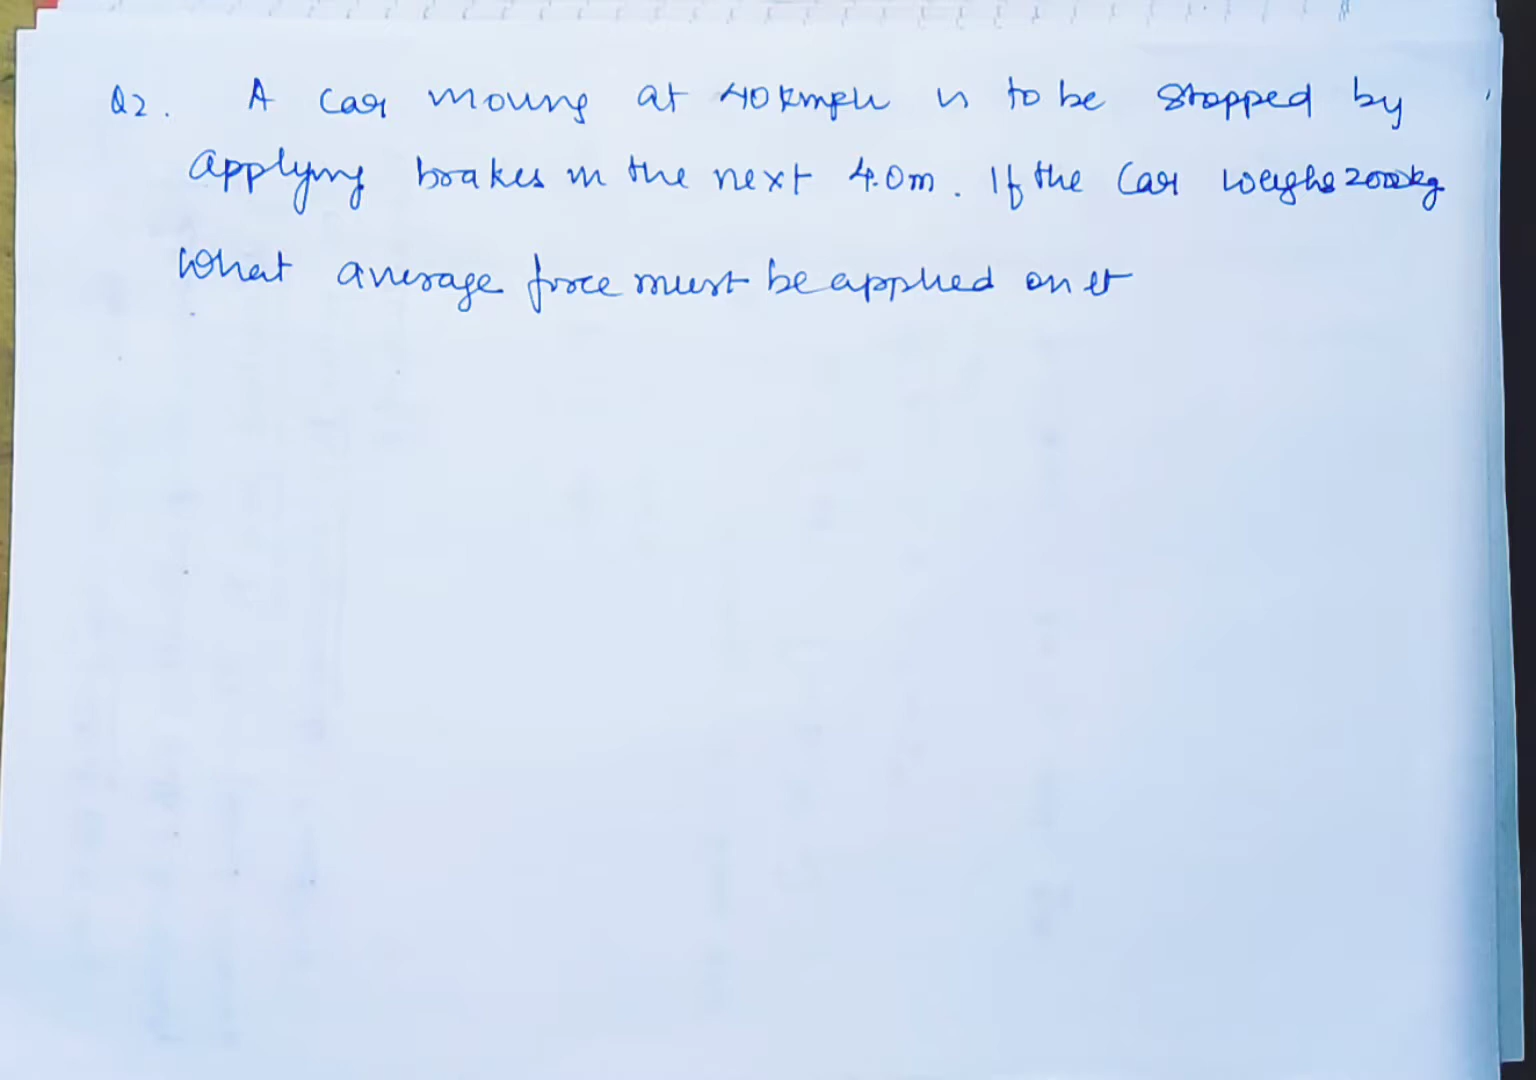 Q2. A car moving at 40 kmph is to be stopped by
applying brakes in the next 4.0m. If the Car weighs 2000kg
What average force must be applied on it